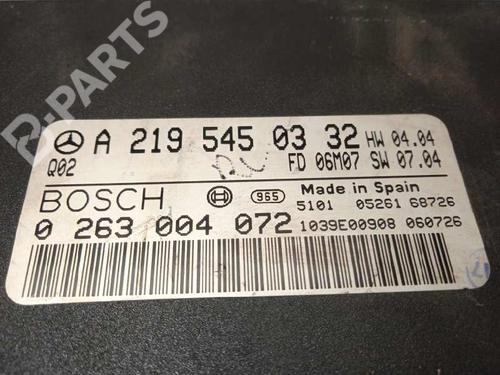 B-PARTS
A 219 545 03 32 HW 04.04
Q02 FD 06M07 SW 07.04
BOSCH 965 Made in Spain
5101 05261 68726
0 263 004 072 1039E00908 060726